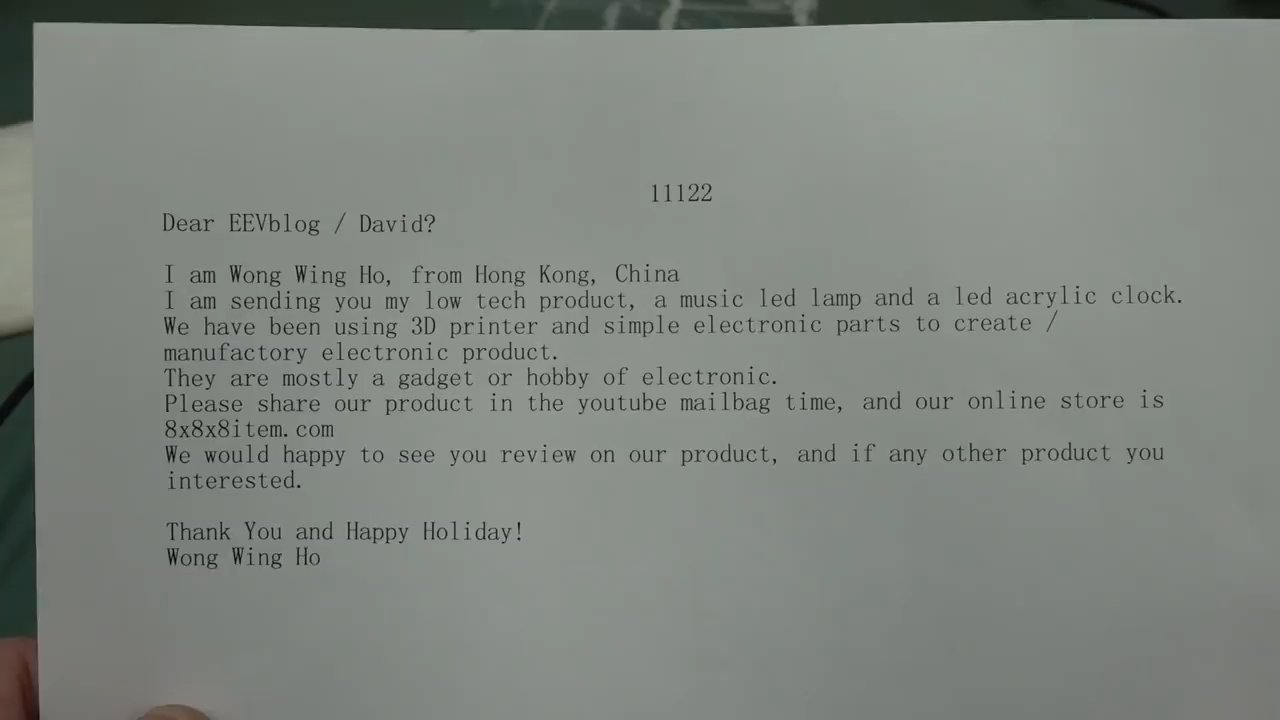 11122
Dear EEVblog / David?
I am Wong Wing Ho, from Hong Kong, China
I am sending you my low tech product, a music led lamp and a led acrylic clock.
We have been using 3D printer and simple electronic parts to create /
manufactory electronic product.
They are mostly a gadget or hobby of electronic.
Please share our product in the youtube mailbag time, and our online store is
8x8x8item.com
We would happy to see you review on our product, and if any other product you
interested.
Thank You and Happy Holiday!
Wong Wing Ho